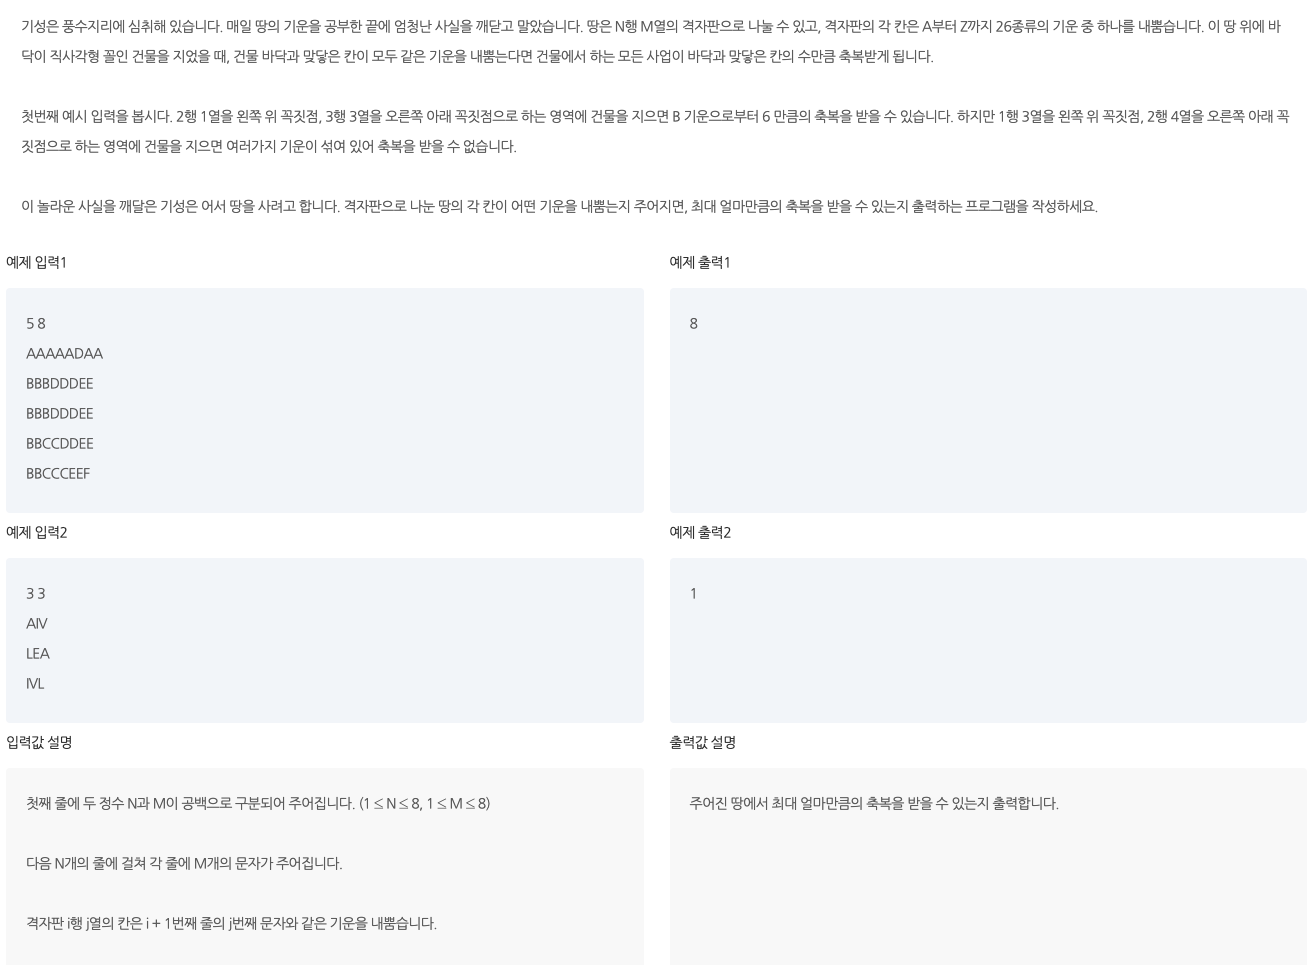 기성은 풍수지리에 심취해 있습니다. 매일 땅의 기운을 공부한 끝에 엄청난 사실을 깨닫고 말았습니다. 땅은 N행 M열의 격자판으로 나눌 수 있고, 격자판의 각 칸은 A부터 Z까지 26종류의 기운 중 하나를 내뿜습니다. 이 땅 위에 바
닥이 직사각형 꼴인 건물을 지었을 때, 건물 바닥과 맞닿은 칸이 모두 같은 기운을 내뿜는다면 건물에서 하는 모든 사업이 바닥과 맞닿은 칸의 수만큼 축복받게 됩니다.
첫번째 예시 입력을 봅시다. 2행 1열을 왼쪽 위 꼭짓점, 3행 3열을 오른쪽 아래 꼭짓점으로 하는 영역에 건물을 지으면 B 기운으로부터 6 만큼의 축복을 받을 수 있습니다. 하지만 1행 3열을 왼쪽 위 꼭짓점, 2행 4열을 오른쪽 아래 꼭
짓점으로 하는 영역에 건물을 지으면 여러가지 기운이 섞여 있어 축복을 받을 수 없습니다.
이 놀라운 사실을 깨달은 기성은 어서 땅을 사려고 합니다. 격자판으로 나눈 땅의 각 칸이 어떤 기운을 내뿜는지 주어지면, 최대 얼마만큼의 축복을 받을 수 있는지 출력하는 프로그램을 작성하세요.
예제 입력1
5 8
AAAAADAA
BBBDDDEE
BBBDDDEE
BBCCDDEE
BBCCCEEF
예제 출력1
8
예제 입력2
3 3
AIV
LEA
IVL
예제 출력2
1
입력값 설명
첫째 줄에 두 정수 N과 M이 공백으로 구분되어 주어집니다. (1 ≤ N ≤ 8, 1 ≤ M ≤ 8)
다음 N개의 줄에 걸쳐 각 줄에 M개의 문자가 주어집니다.
격자판 i행 j열의 칸은 i + 1번째 줄의 j번째 문자와 같은 기운을 내뿜습니다.
출력값 설명
주어진 땅에서 최대 얼마만큼의 축복을 받을 수 있는지 출력합니다.